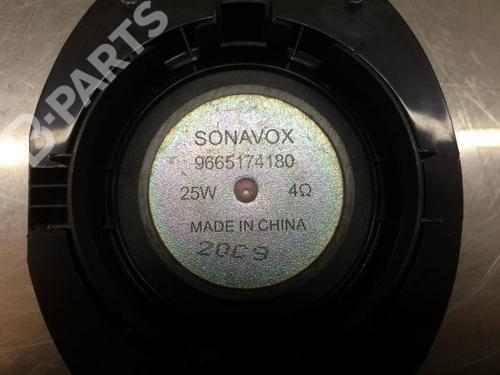 B-PARTS
SONAVOX
9665174180
25W 4Ω
MADE IN CHINA
20C9